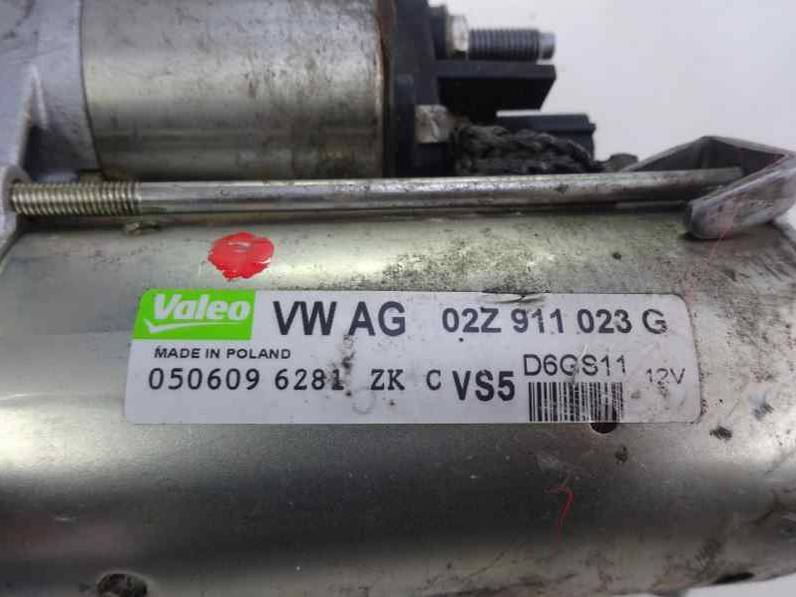 Valeo VW AG 02Z 911 023 G
MADE IN POLAND
050609 6281 ZK C VS5 D6GS11 12V